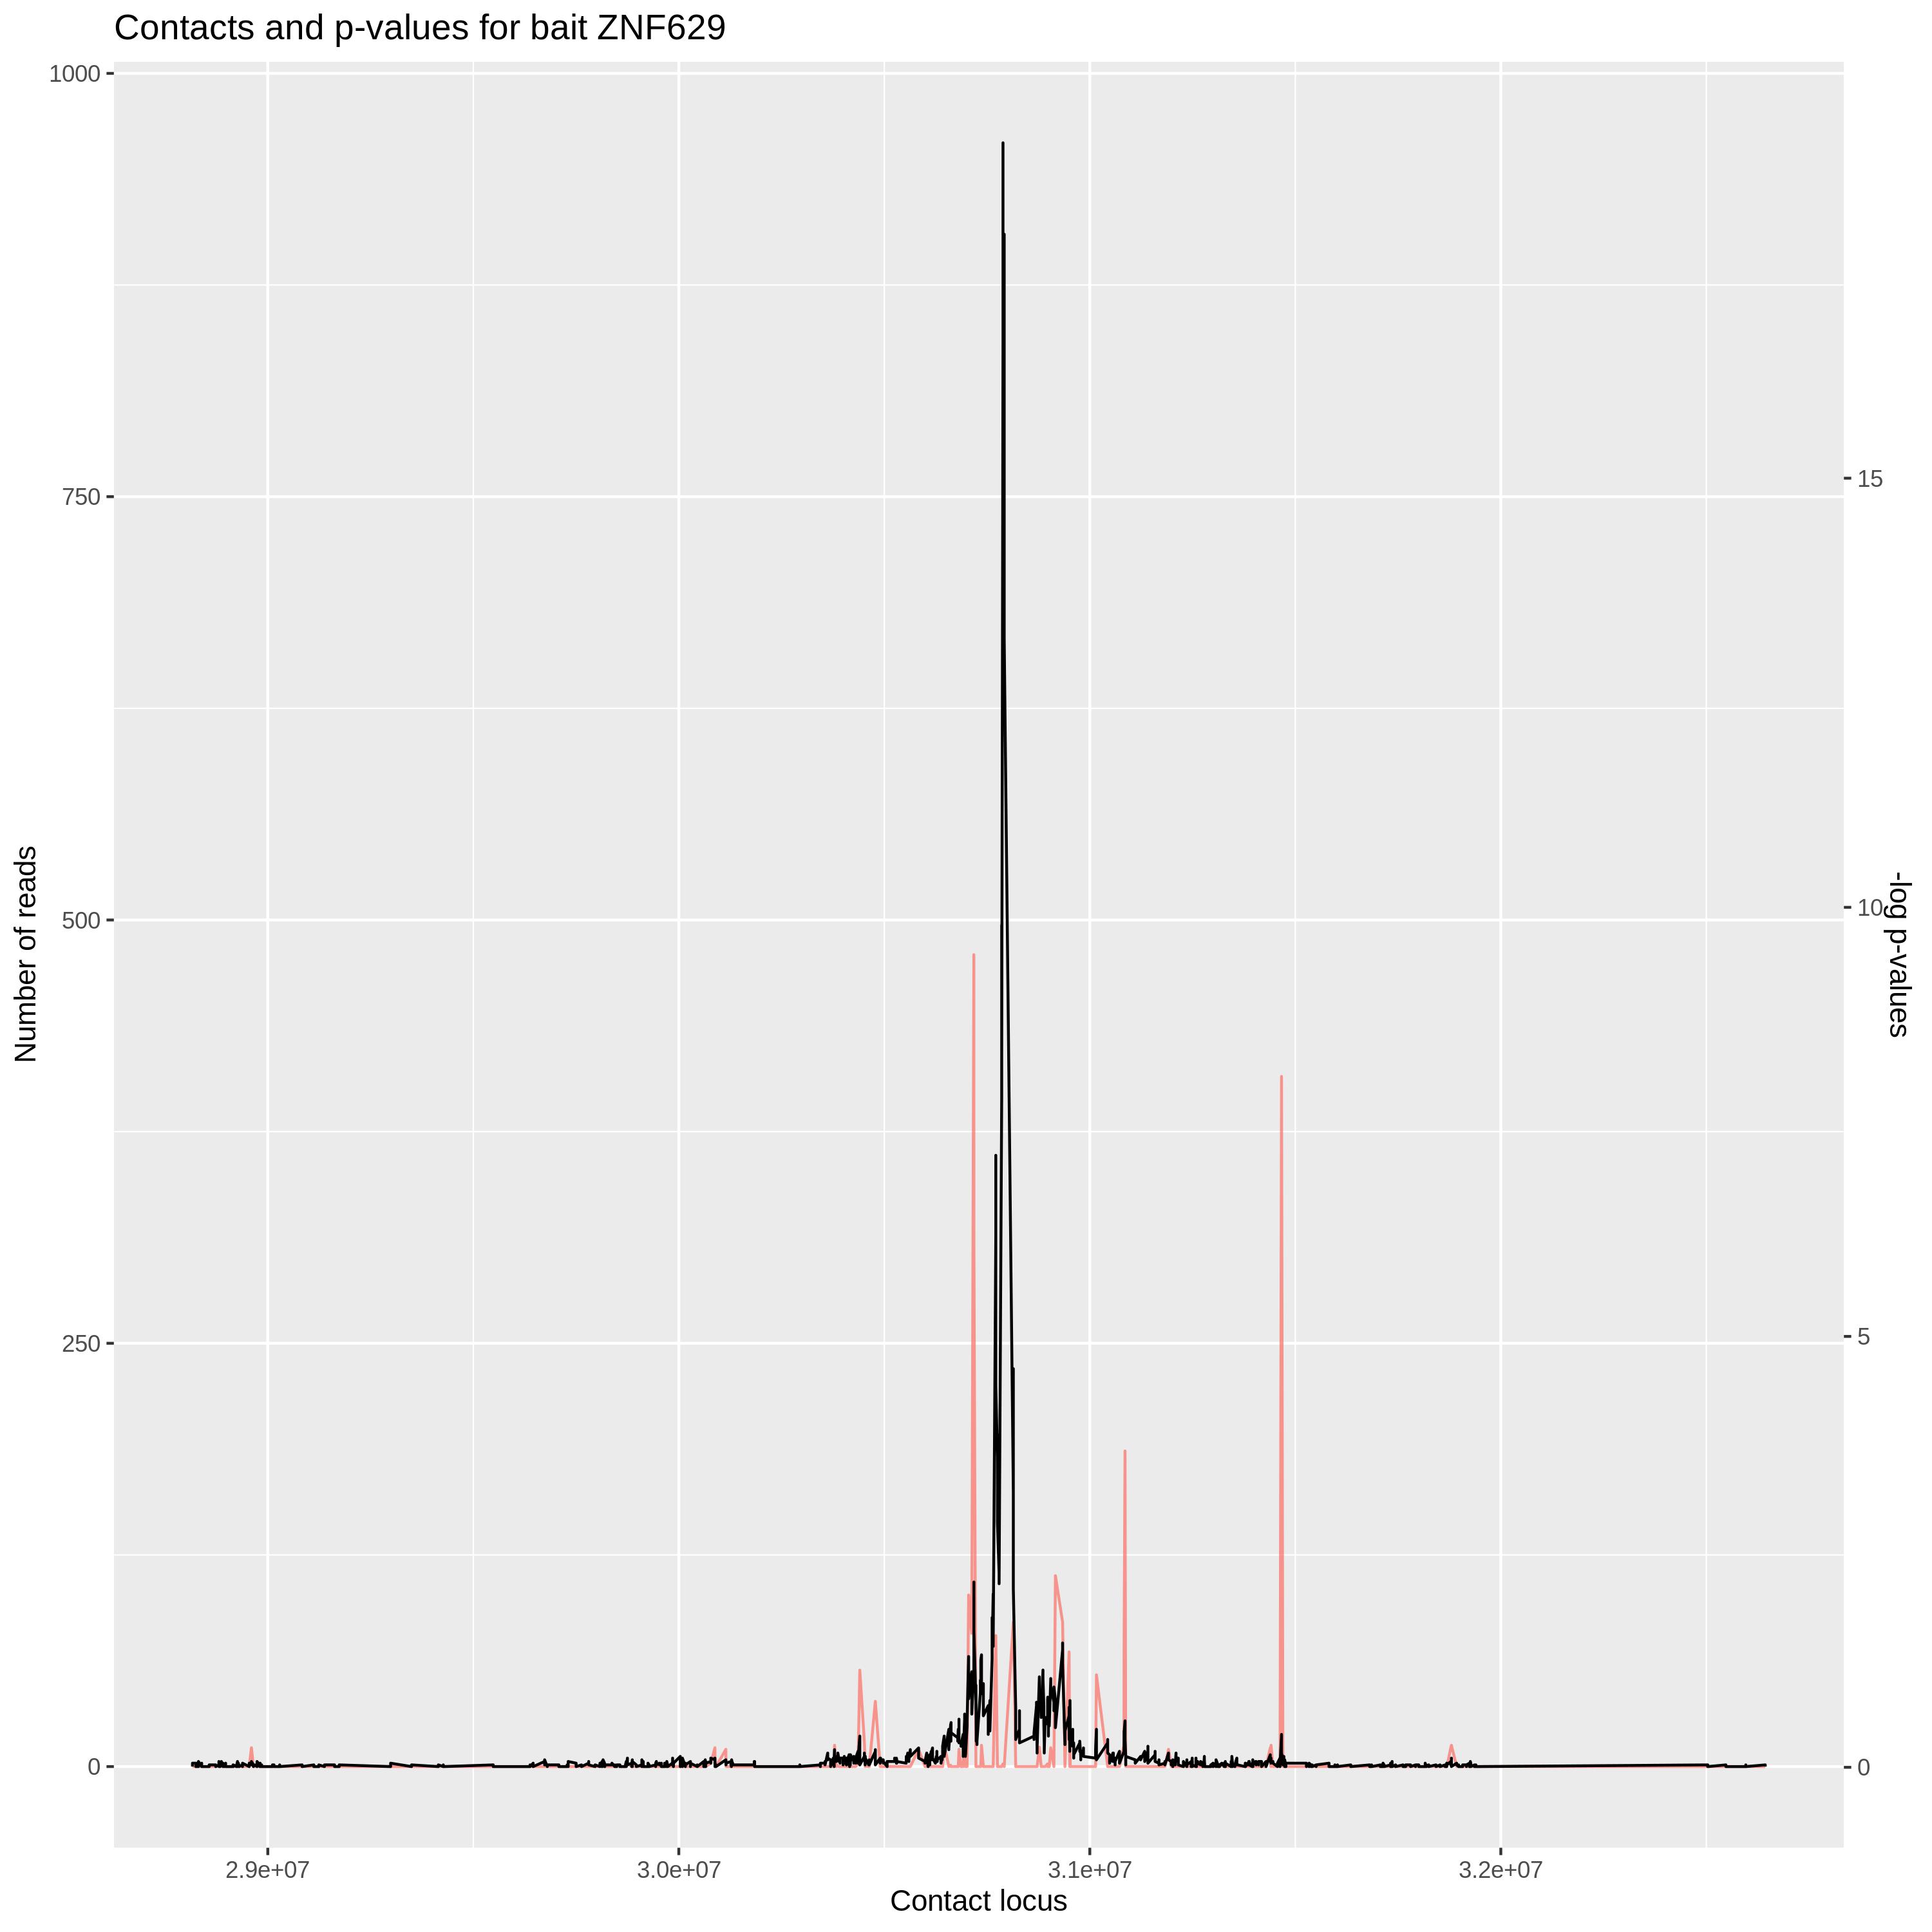 Contacts and p-values for bait ZNF629
1000
750
500
250
0
Number of reads
15
10
5
0
-log p-values
2.9e+07
3.0e+07
3.1e+07
3.2e+07
Contact locus